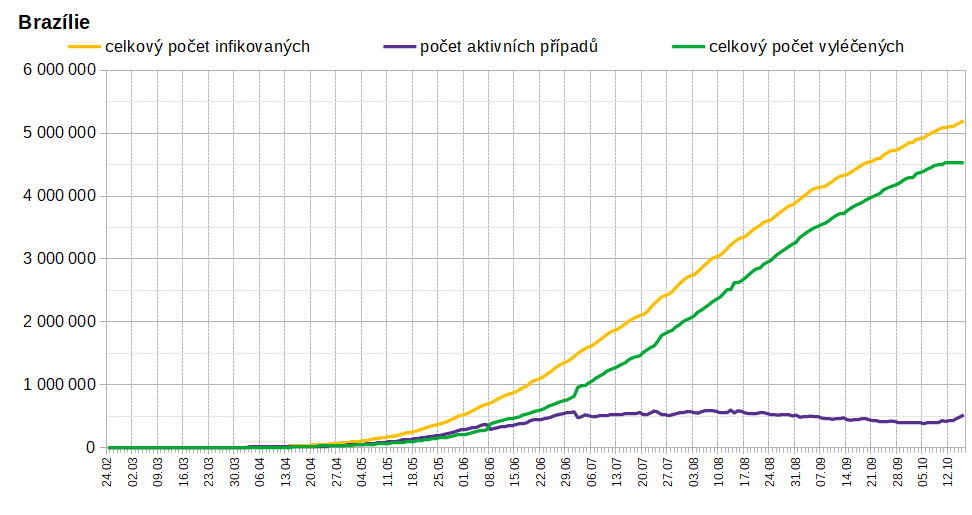 Brazílie
celkový počet infikovaných počet aktivních případů celkový počet vyléčených
6 000 000
5 000 000
4 000 000
3 000 000
2 000 000
1 000 000
0
24.02 02.03 09.03 16.03 23.03 30.03 06.04 13.04 20.04 27.04 04.05 11.05 18.05 25.05 01.06 08.06 15.06 22.06 29.06 06.07 13.07 20.07 27.07 03.08 10.08 17.08 24.08 31.08 07.09 14.09 21.09 28.09 05.10 12.10